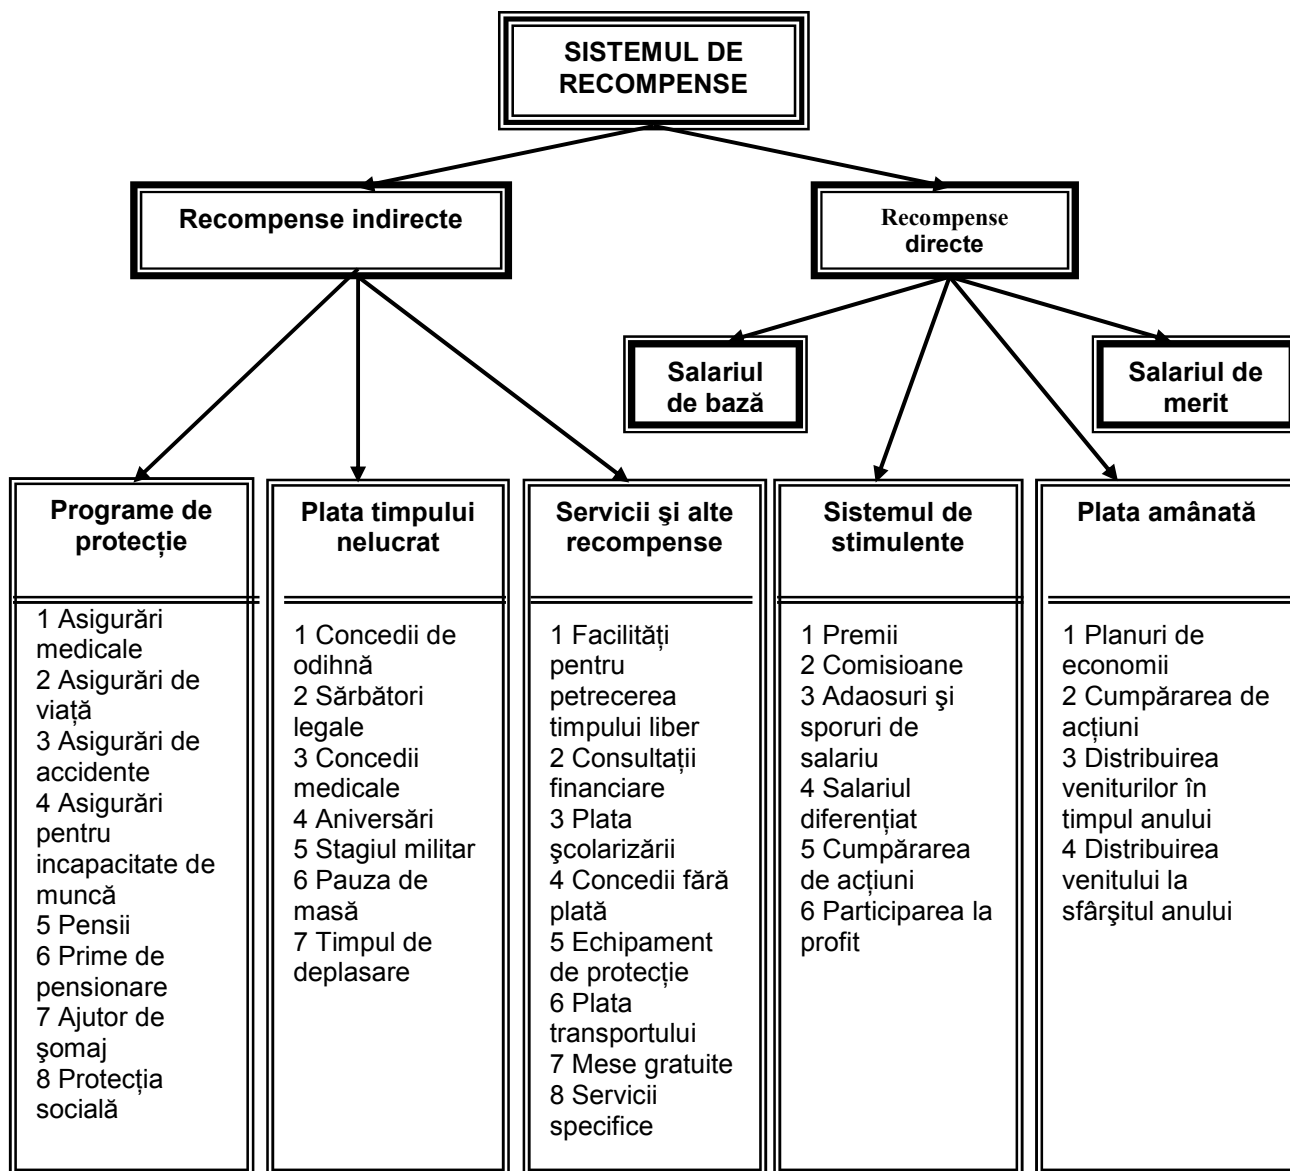 SISTEMUL DE
RECOMPENSE
Recompense indirecte
Recompense
directe
Salariul
de bază
Salariul de
merit
Programe de
protecție
1 Asigurări
medicale
2 Asigurări de
viață
3 Asigurări de
accidente
4 Asigurări
pentru
incapacitate de
muncă
5 Pensii
6 Prime de
pensionare
7 Ajutor de
şomaj
8 Protecția
socială
Plata timpului
nelucrat
1 Concedii de
odihnă
2 Sărbători
legale
3 Concedii
medicale
4 Aniversări
5 Stagiul militar
6 Pauza de
masă
7 Timpul de
deplasare
Servicii şi alte
recompense
1 Facilități
pentru
petrecerea
timpului liber
2 Consultații
financiare
3 Plata
şcolarizării
4 Concedii fără
plată
5 Echipament
de protecție
6 Plata
transportului
7 Mese gratuite
8 Servicii
specifice
Sistemul de
stimulente
1 Premii
2 Comisioane
3 Adaosuri şi
sporuri de
salariu
4 Salariul
diferențiat
5 Cumpărarea
de acțiuni
6 Participarea la
profit
Plata amânată
1 Planuri de
economii
2 Cumpărarea de
acțiuni
3 Distribuirea
veniturilor în
timpul anului
4 Distribuirea
venitului la
sfârşitul anului